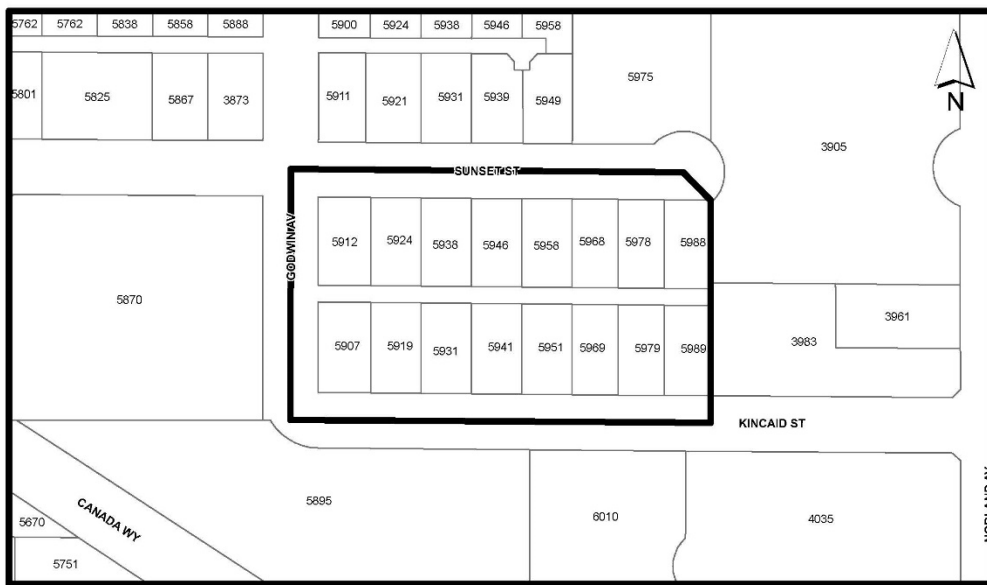 5762 5762 5838 5858 5888 5900 5924 5938 5946 5958
5975
N
5801 5825 5867 3873 5911 5921 5931 5939 5949
3905
SUNSET ST
GODWIN AV
5912 5924 5938 5946 5958 5968 5978 5988
5870
3961
5907 5919 5931 5941 5951 5969 5979 5989 3983
KINCAID ST
NORLAND AV
CANADA WY
5895
6010
4035
5670
5751